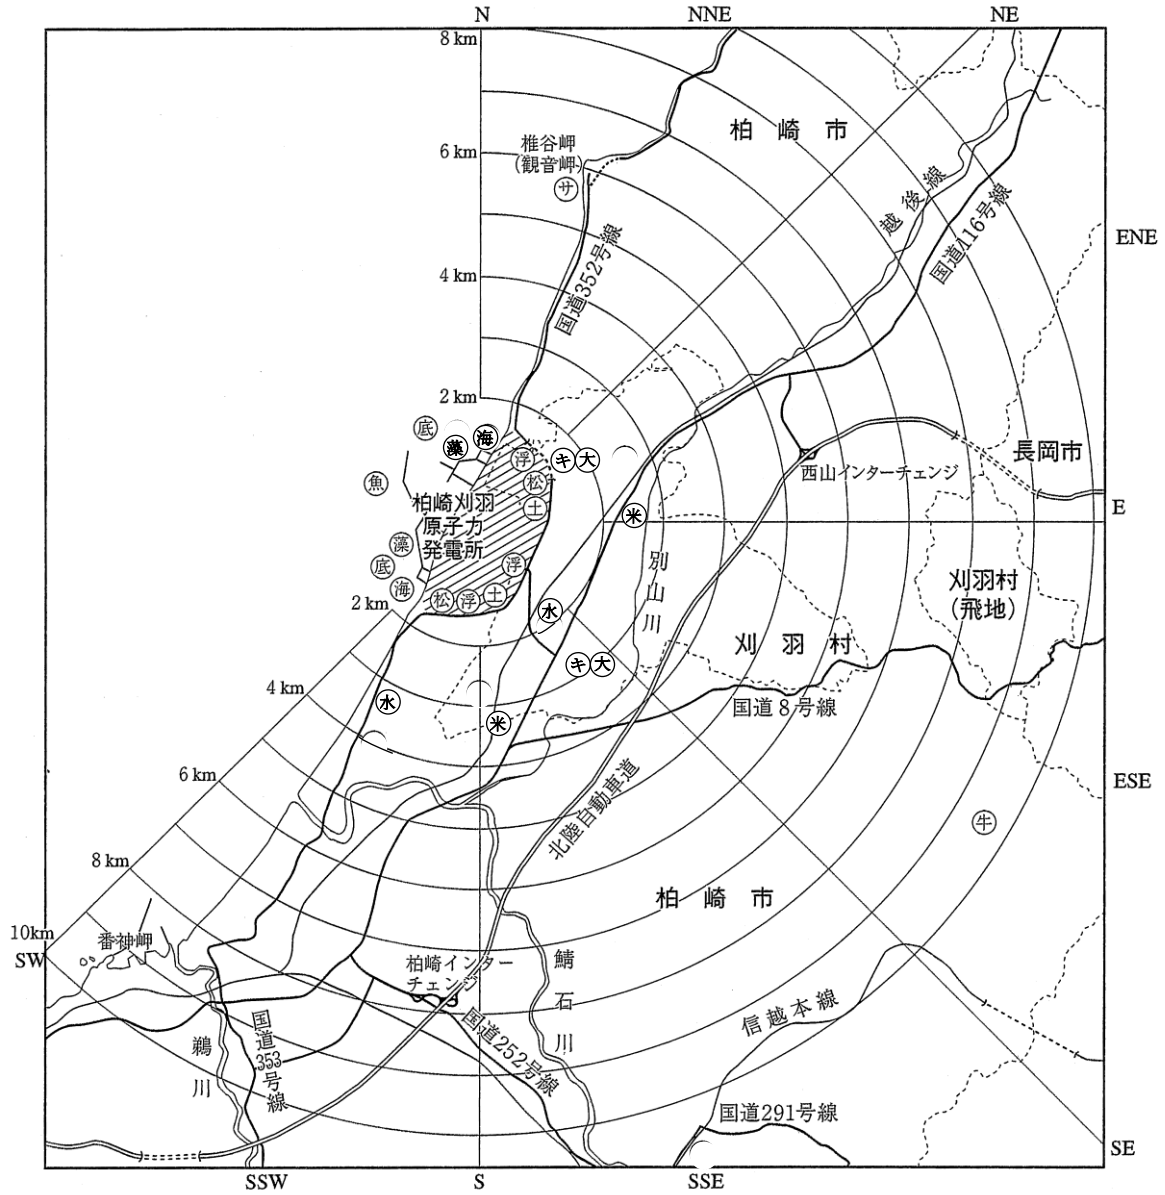 N
NNE
NE
8 km
柏崎市
椎谷岬
(観音岬)
サ
6 km
越後線
国道116号線
ENE
国道352号線
4 km
2 km
底
藻
海
浮
キ
大
西山インターチェンジ
長岡市
魚
松
柏崎刈羽
原子力
発電所
土
米
E
藻
底
海
浮
別山川
刈羽村
(飛地)
松
浮
土
2 km
水
刈羽村
キ
大
4 km
水
米
国道8号線
6 km
北陸自動車道
ESE
牛
8 km
柏崎市
10km
SW
番神岬
柏崎インター
チェンジ
鯖石川
国道252号線
信越本線
国道353号線
鵜川
国道291号線
SE
SSW
S
SSE